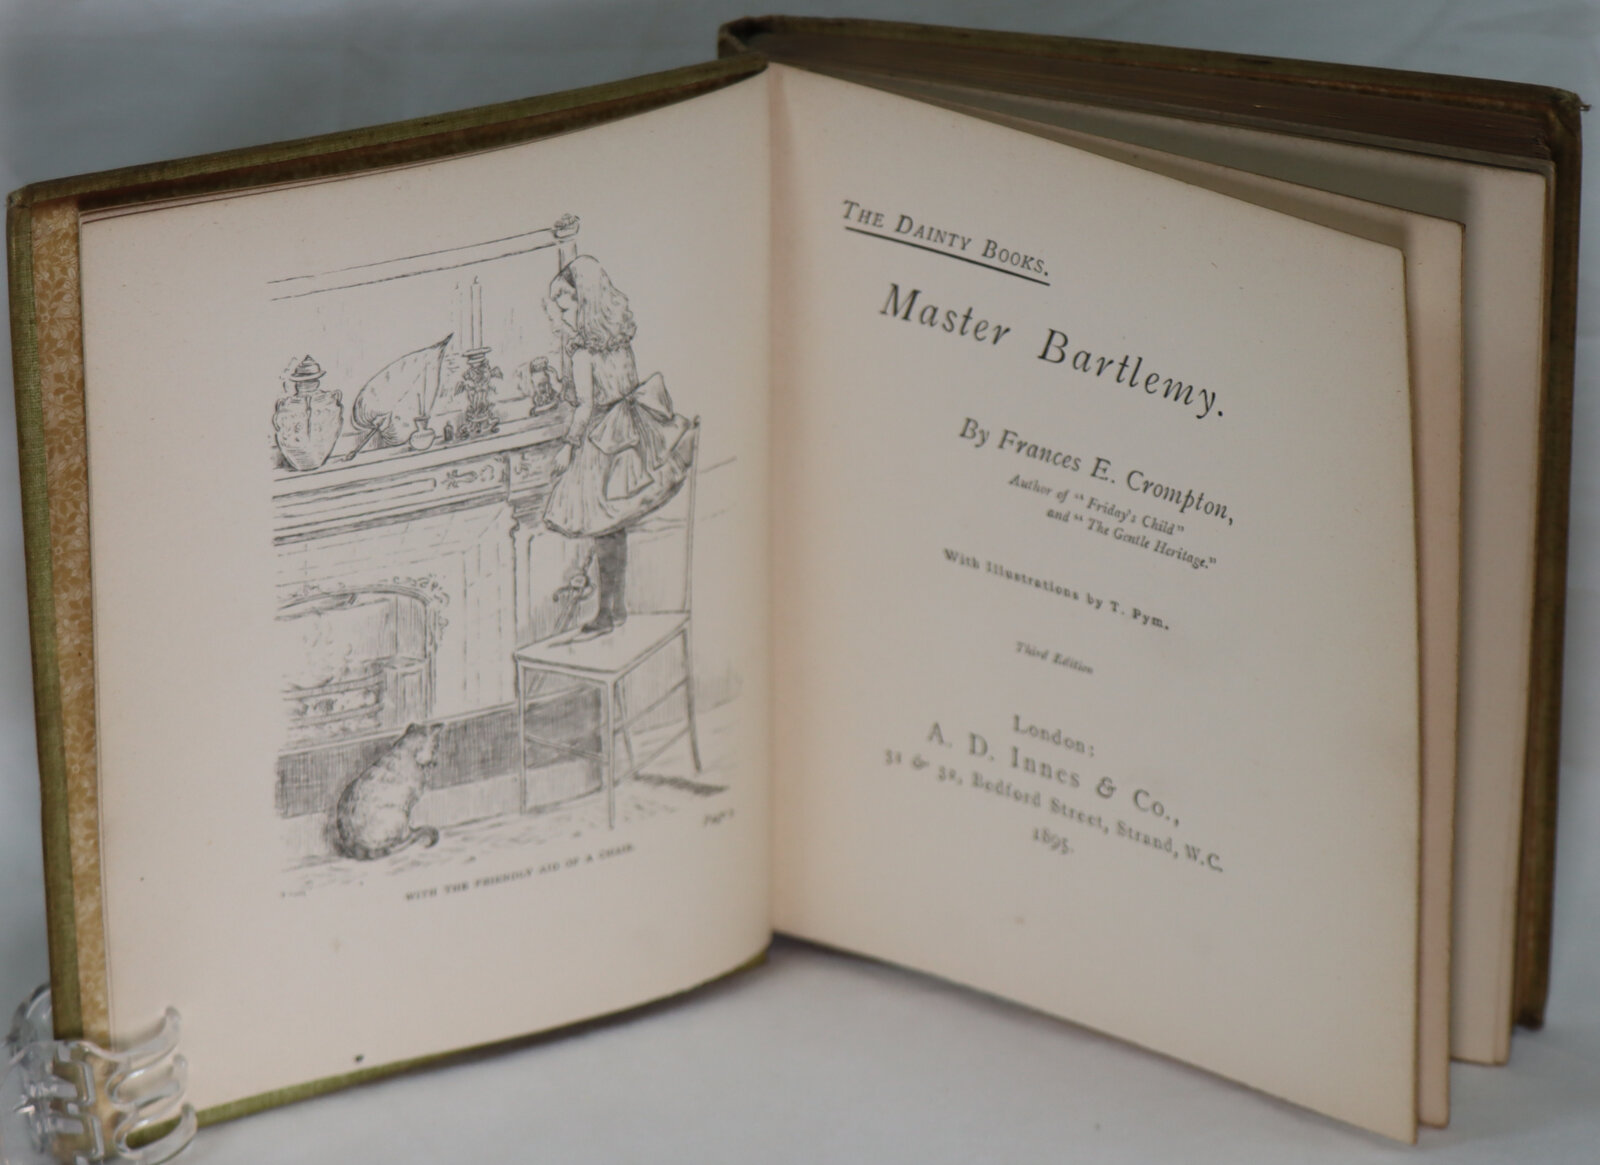 WITH THE FRIENDLY AID OF A CHAIR.
THE DAINTY BOOKS.
Master Bartlemy.
By Frances E. Crompton,
Author of "Friday's Child"
and "The Gentle Heritage."
With Illustrations by T. Pym.
Third Edition
London:
A. D. Innes & Co.,
31 & 32, Bedford Street, Strand, W.C.
1895.